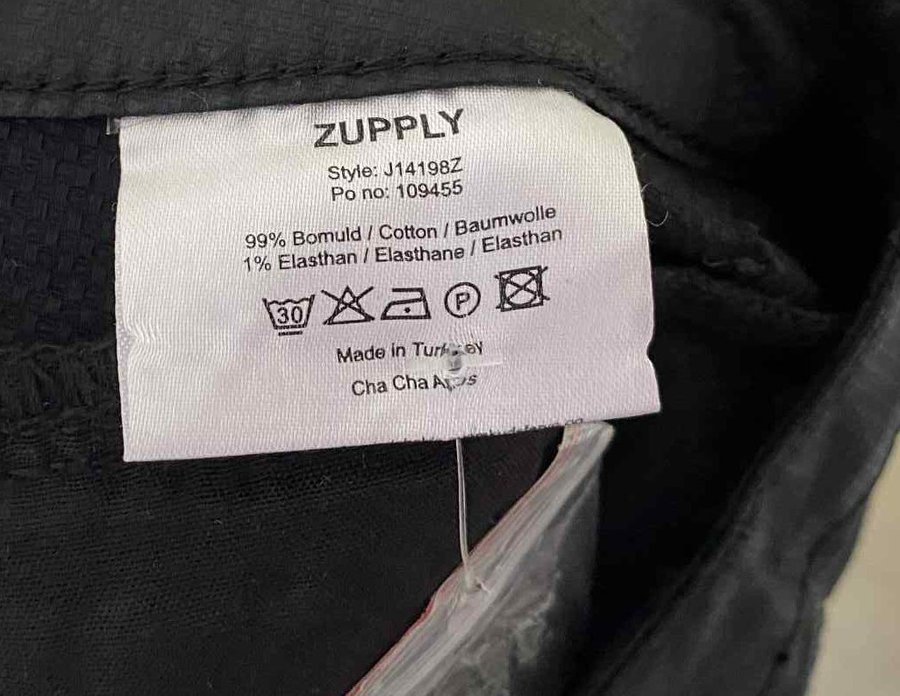 ZUPPLY
Style: J14198Z
Po no: 109455
99% Bomuld / Cotton / Baumwolle
1% Elasthan / Elasthane / Elasthan
30
P
Made in Turkey
Cha Cha